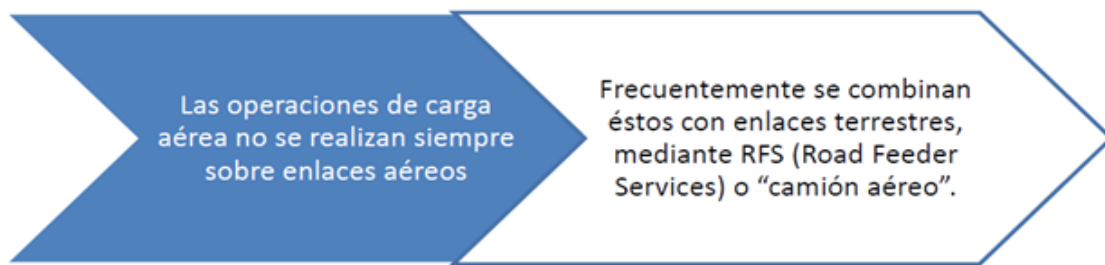 Las operaciones de carga
aérea no se realizan siempre
sobre enlaces aéreos
Frecuentemente se combinan
éstos con enlaces terrestres,
mediante RFS (Road Feeder
Services) o “camión aéreo”.